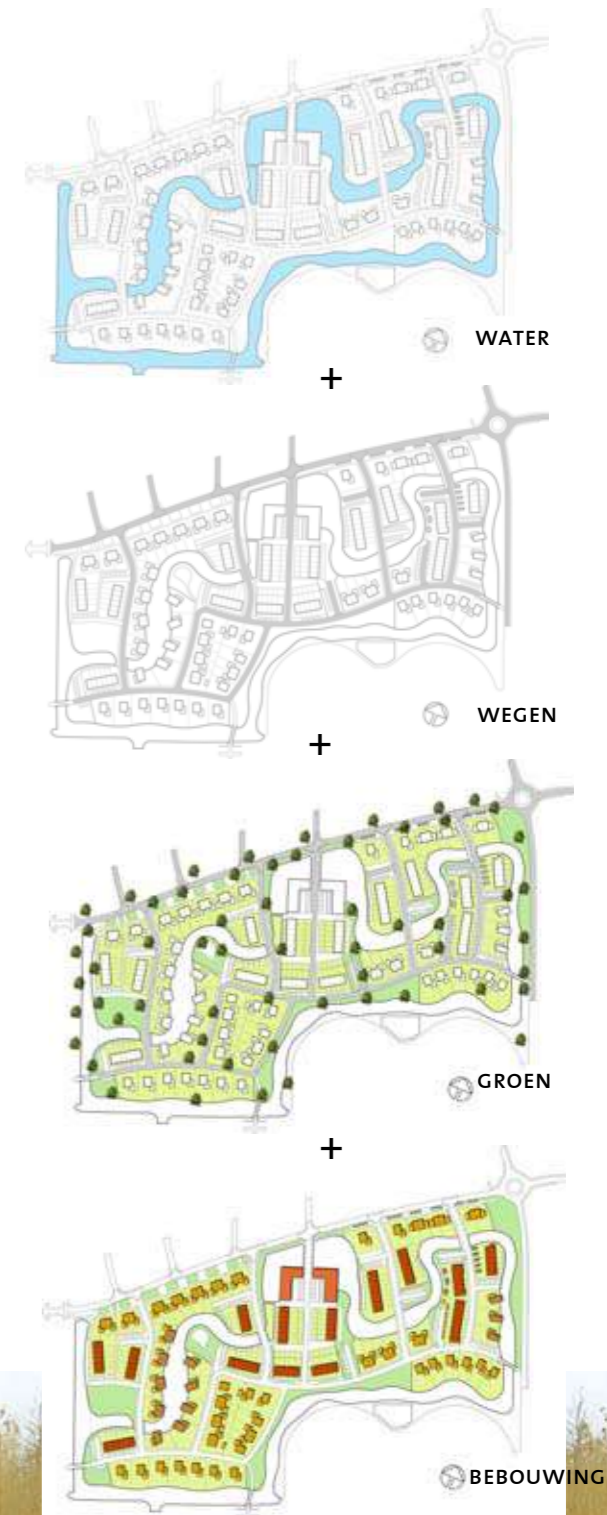 WATER
+
WEGEN
+
GROEN
+
BEBOUWING